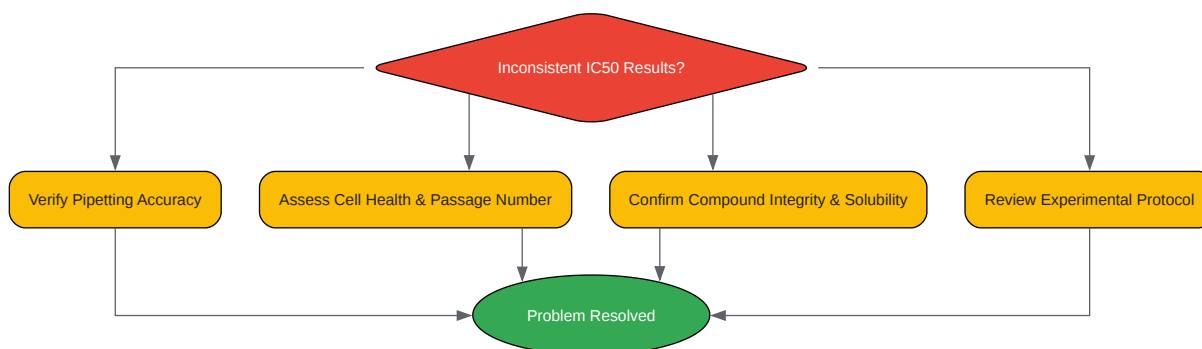 Inconsistent IC50 Results?
Verify Pipetting Accuracy
Assess Cell Health & Passage Number
Confirm Compound Integrity & Solubility
Review Experimental Protocol
Problem Resolved